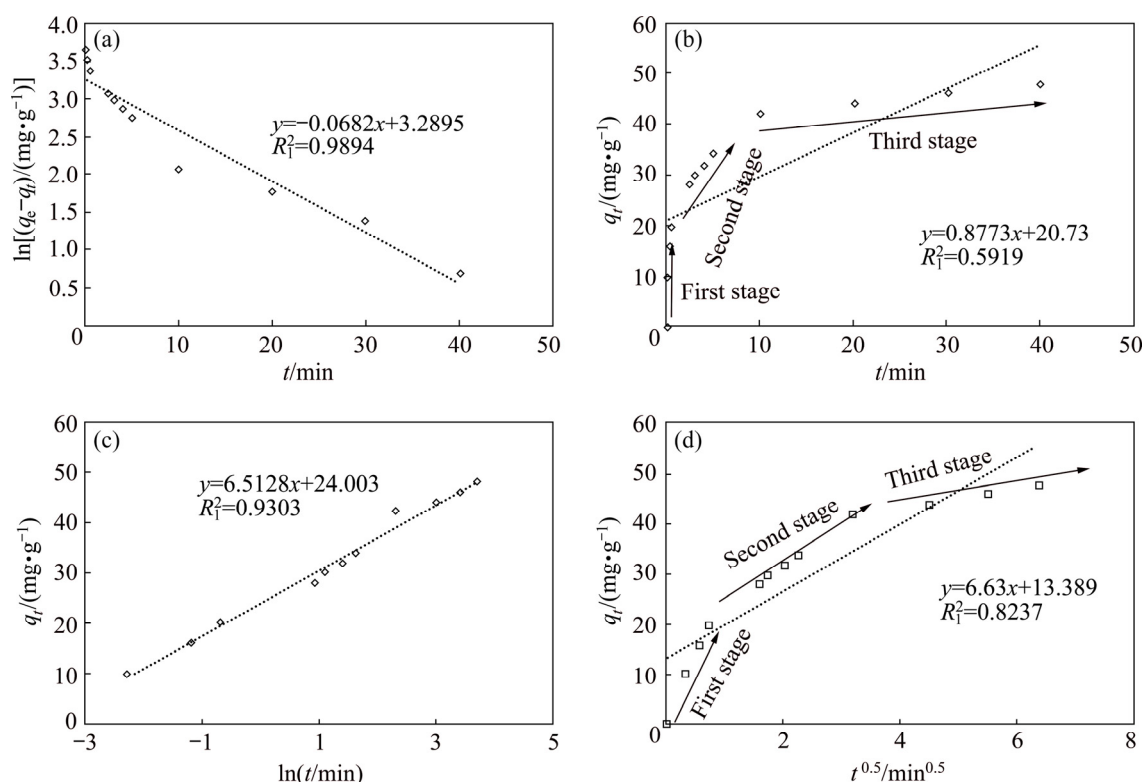 (a)
4.0
3.5
3.0
2.5
2.0
1.5
1.0
0.5
0
10
20
30
40
50
ln[(qe−qt)/(mg•g−1)]
y=−0.0682x+3.2895
R1²=0.9894
t/min
(b)
60
50
40
30
20
10
0
10
20
30
40
50
qt/(mg•g−1)
First stage
Second stage
Third stage
y=0.8773x+20.73
R1²=0.5919
t/min
(c)
60
50
40
30
20
10
0
−3
−1
1
3
5
qt/(mg•g−1)
y=6.5128x+24.003
R1²=0.9303
ln(t/min)
(d)
60
50
40
30
20
10
0
2
4
6
8
qt/(mg•g−1)
First stage
Second stage
Third stage
y=6.63x+13.389
R1²=0.8237
t^0.5/min^0.5